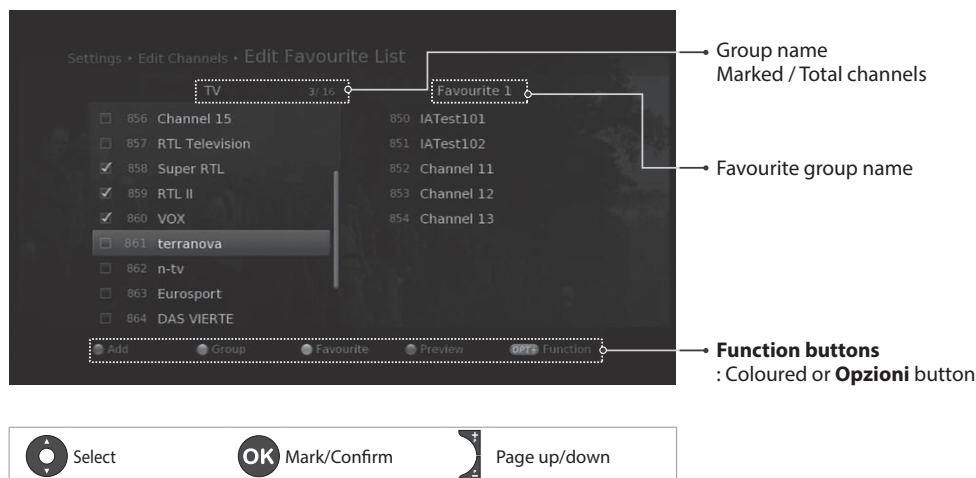 Settings • Edit Channels • Edit Favourite List
TV 3/ 16
Favourite 1
856 Channel 15
857 RTL Television
858 Super RTL
859 RTL II
860 VOX
861 terranova
862 n-tv
863 Eurosport
864 DAS VIERTE
850 IATest101
851 IATest102
852 Channel 11
853 Channel 12
854 Channel 13
Add Group Favourite Preview OPT+ Function
Group name
Marked / Total channels
Favourite group name
Function buttons
: Coloured or Opzioni button
Select OK Mark/Confirm + - Page up/down